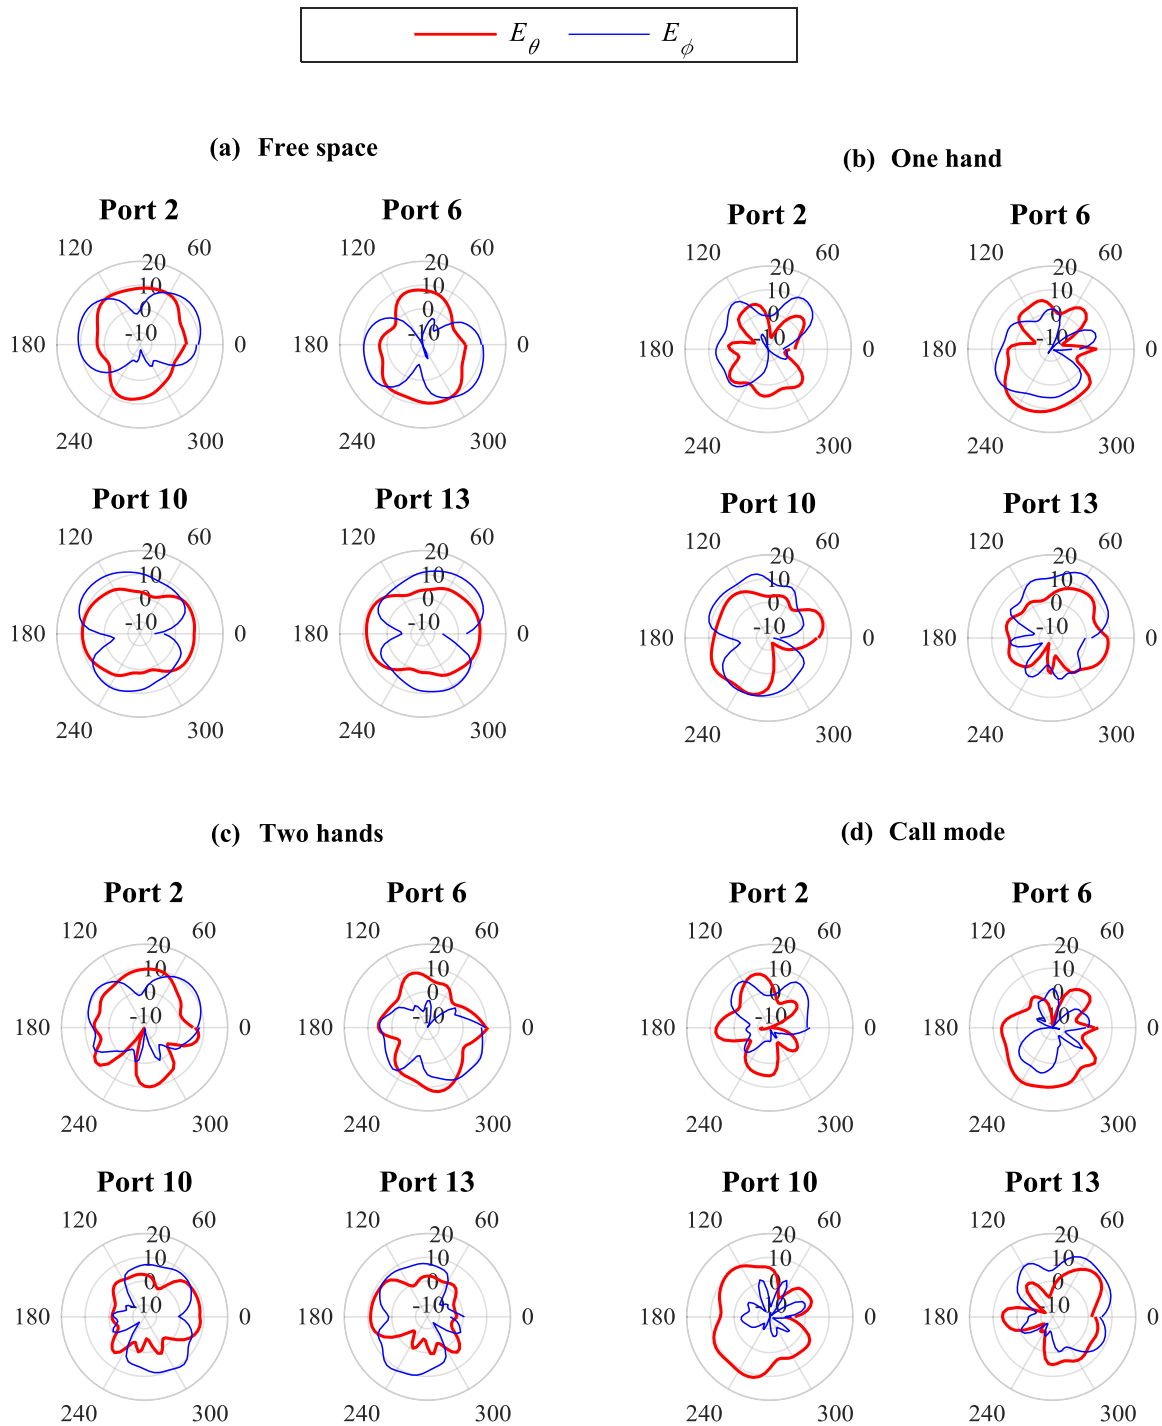 E_θ E_ϕ
(a) Free space
(b) One hand
Port 2 Port 6 Port 2 Port 6
120 60 120 60 120 60 120 60
20 20 20 20
10 10 10 10
0 0 0 0
-10 -10 -10 -10
180 0 180 0 180 0 180 0
240 300 240 300 240 300 240 300
Port 10 Port 13 Port 10 Port 13
120 60 120 60 120 60 120 60
20 20 20 20
10 10 10 10
0 0 0 0
-10 -10 -10 -10
180 0 180 0 180 0 180 0
240 300 240 300 240 300 240 300
(c) Two hands
(d) Call mode
Port 2 Port 6 Port 2 Port 6
120 60 120 60 120 60 120 60
20 20 20 20
10 10 10 10
0 0 0 0
-10 -10 -10 -10
180 0 180 0 180 0 180 0
240 300 240 300 240 300 240 300
Port 10 Port 13 Port 10 Port 13
120 60 120 60 120 60 120 60
20 20 20 20
10 10 10 10
0 0 0 0
-10 -10 -10 -10
180 0 180 0 180 0 180 0
240 300 240 300 240 300 240 300